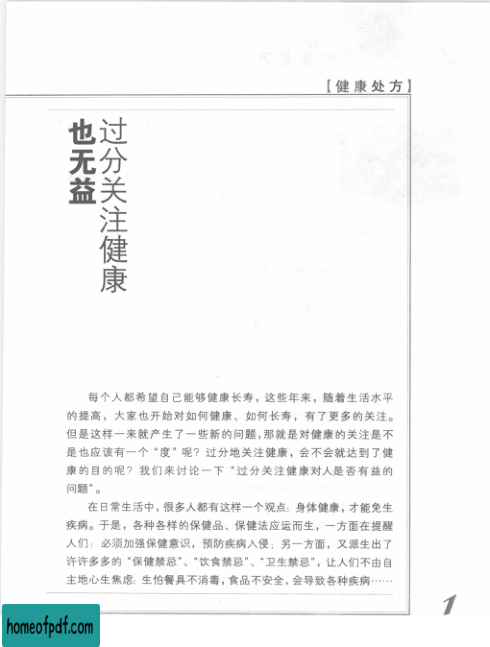 【健康处方】
过分关注健康
也无益
每个人都希望自己能够健康长寿，这些年来，随着生活水平
的提高，大家也开始对如何健康、如何长寿，有了更多的关注。
但是这样一来就产生了一些新的问题，那就是对健康的关注是不
是也应该有一个“度”呢？过分地关注健康，会不会就达到了健
康的目的呢？我们来讨论一下“过分关注健康对人是否有益的
问题”。
在日常生活中，很多人都有这样一个观点：身体健康，才能免生
疾病。于是，各种各样的保健品、保健法应运而生，一方面在提醒
人们：必须加强保健意识，预防疾病入侵；另一方面，又派生出了
许许多多的“保健禁忌”、“饮食禁忌”、“卫生禁忌”，让人们不由自
主地心生焦虑：生怕餐具不消毒，食品不安全，会导致各种疾病……
1
homeofpdf.com